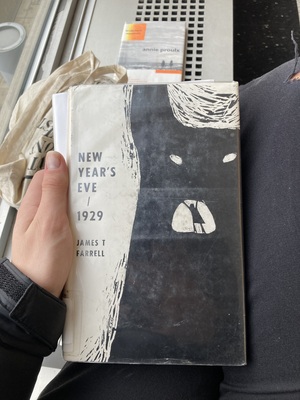 annie proulx
NEW
YEAR'S
EVE
/
1929
JAMES T
FARRELL